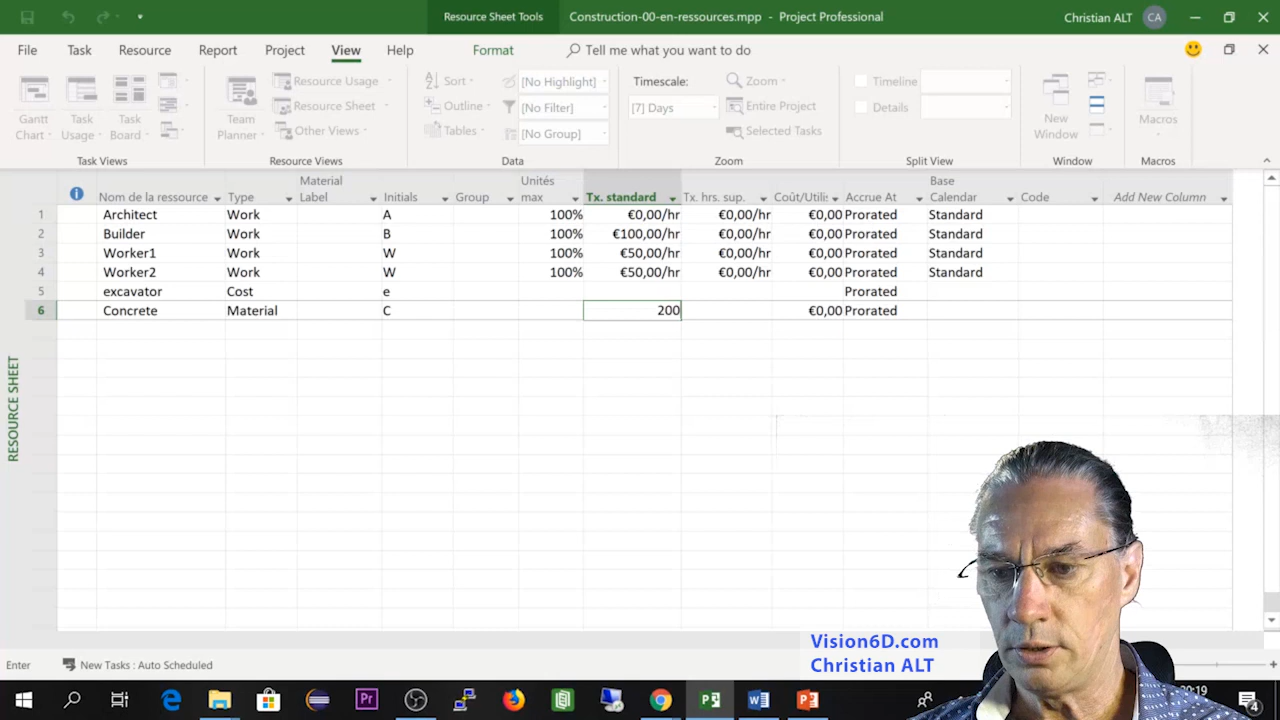 Resource Sheet Tools
Construction-00-en-ressources.mpp - Project Professional
Christian ALT CA
File Task Resource Report Project View Help Format Tell me what you want to do
Gantt Chart
Task Usage
Task Board
Task Views
Team Planner
Resource Usage
Resource Sheet
Other Views
Resource Views
Sort
Outline
Tables
[No Highlight]
[No Filter]
[No Group]
Data
Timescale:
[7] Days
Zoom
Entire Project
Selected Tasks
Zoom
Timeline
Details
Split View
New Window
Window
Macros
Macros
Nom de la ressource Type Material Label Initials Group Unités max Tx. standard Tx. hrs. sup. Coût/Utili: Accrue At Base Calendar Code Add New Column
1 Architect Work A 100% €0,00/hr €0,00/hr €0,00 Prorated Standard
2 Builder Work B 100% €100,00/hr €0,00/hr €0,00 Prorated Standard
3 Worker1 Work W 100% €50,00/hr €0,00/hr €0,00 Prorated Standard
4 Worker2 Work W 100% €50,00/hr €0,00/hr €0,00 Prorated Standard
5 excavator Cost e Prorated
6 Concrete Material C 200 €0,00 Prorated
RESOURCE SHEET
Vision6D.com
Christian ALT
Enter New Tasks : Auto Scheduled
Pr
:19
4